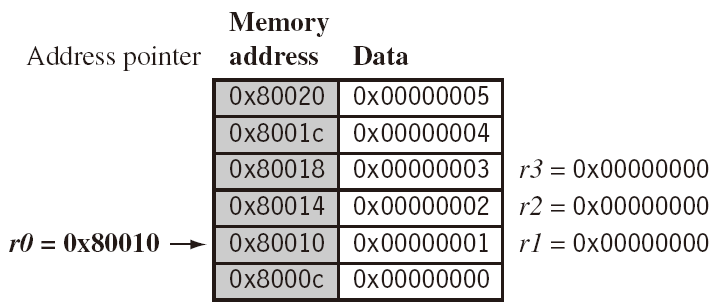 Memory
Address pointer address Data
0x80020 0x00000005
0x8001c 0x00000004
0x80018 0x00000003 r3 = 0x00000000
0x80014 0x00000002 r2 = 0x00000000
r0 = 0x80010 0x80010 0x00000001 r1 = 0x00000000
0x8000c 0x00000000